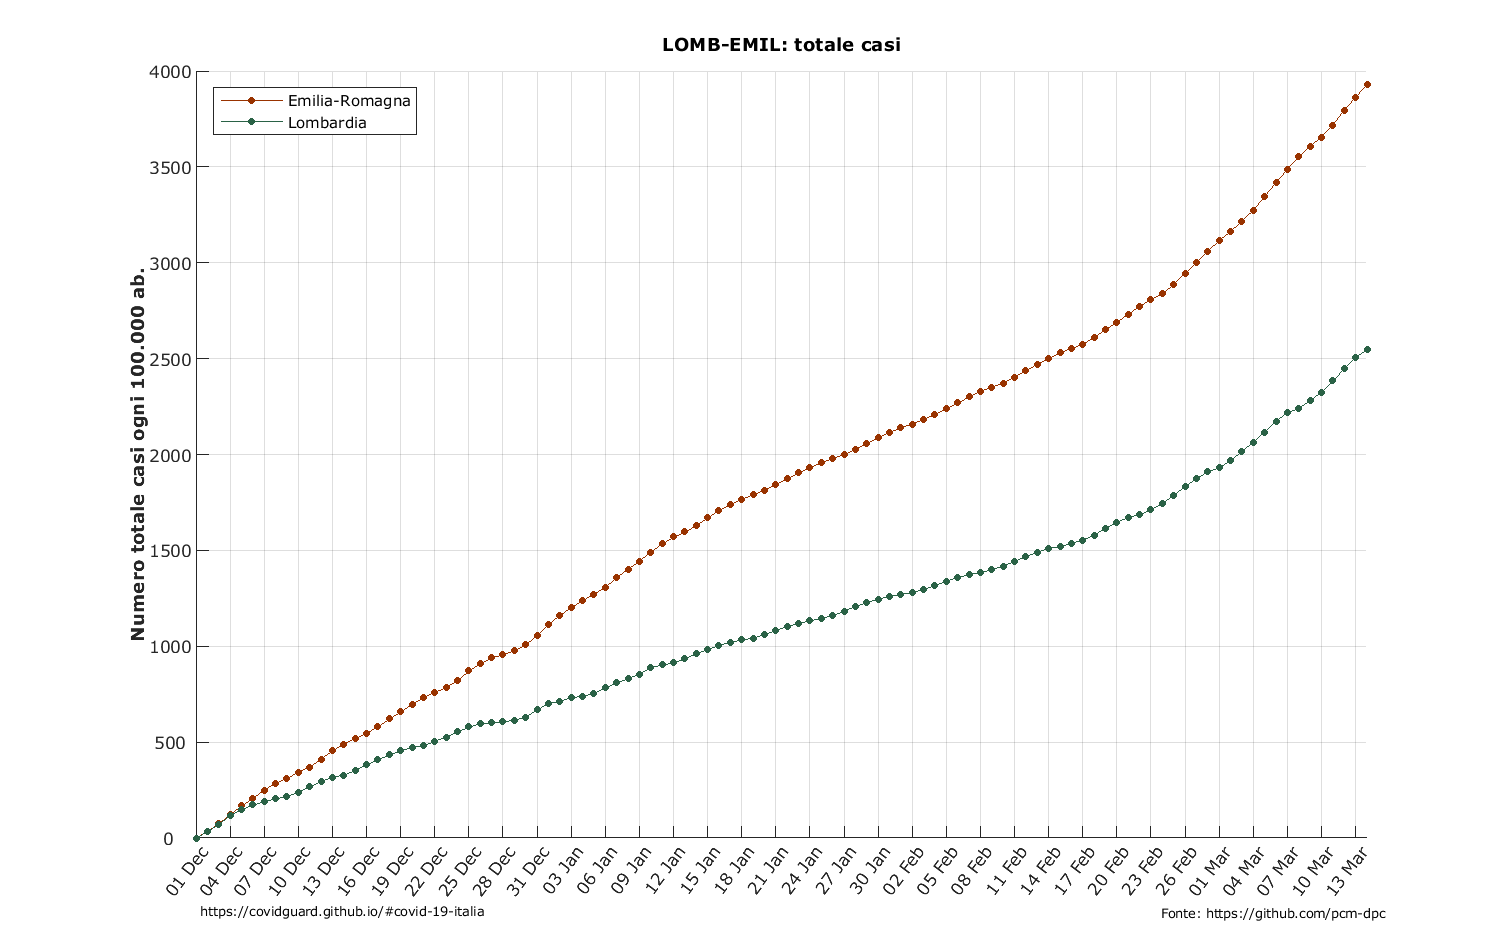 LOMB-EMIL: totale casi
Emilia-Romagna
Lombardia
Numero totale casi ogni 100.000 ab.
4000
3500
3000
2500
2000
1500
1000
500
0
01 Dec
04 Dec
07 Dec
10 Dec
13 Dec
16 Dec
19 Dec
22 Dec
25 Dec
28 Dec
31 Dec
03 Jan
06 Jan
09 Jan
12 Jan
15 Jan
18 Jan
21 Jan
24 Jan
27 Jan
30 Jan
02 Feb
05 Feb
08 Feb
11 Feb
14 Feb
17 Feb
20 Feb
23 Feb
26 Feb
01 Mar
04 Mar
07 Mar
10 Mar
13 Mar
https://covidguard.github.io/#covid-19-italia
Fonte: https://github.com/pcm-dpc